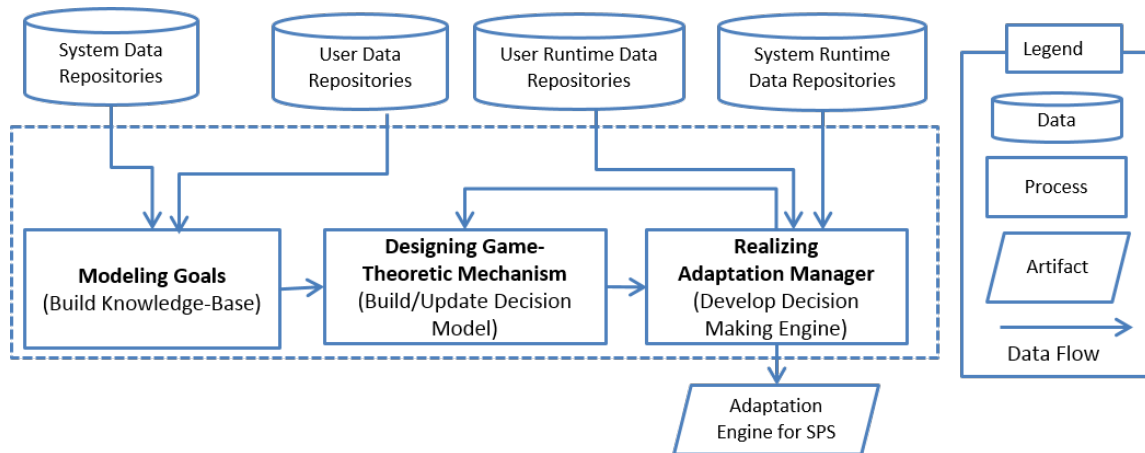 System Data
Repositories
User Data
Repositories
User Runtime Data
Repositories
System Runtime
Data Repositories
Legend
Data
Process
Artifact
Data Flow
Modeling Goals
(Build Knowledge-Base)
Designing Game-
Theoretic Mechanism
(Build/Update Decision
Model)
Realizing
Adaptation Manager
(Develop Decision
Making Engine)
Adaptation
Engine for SPS